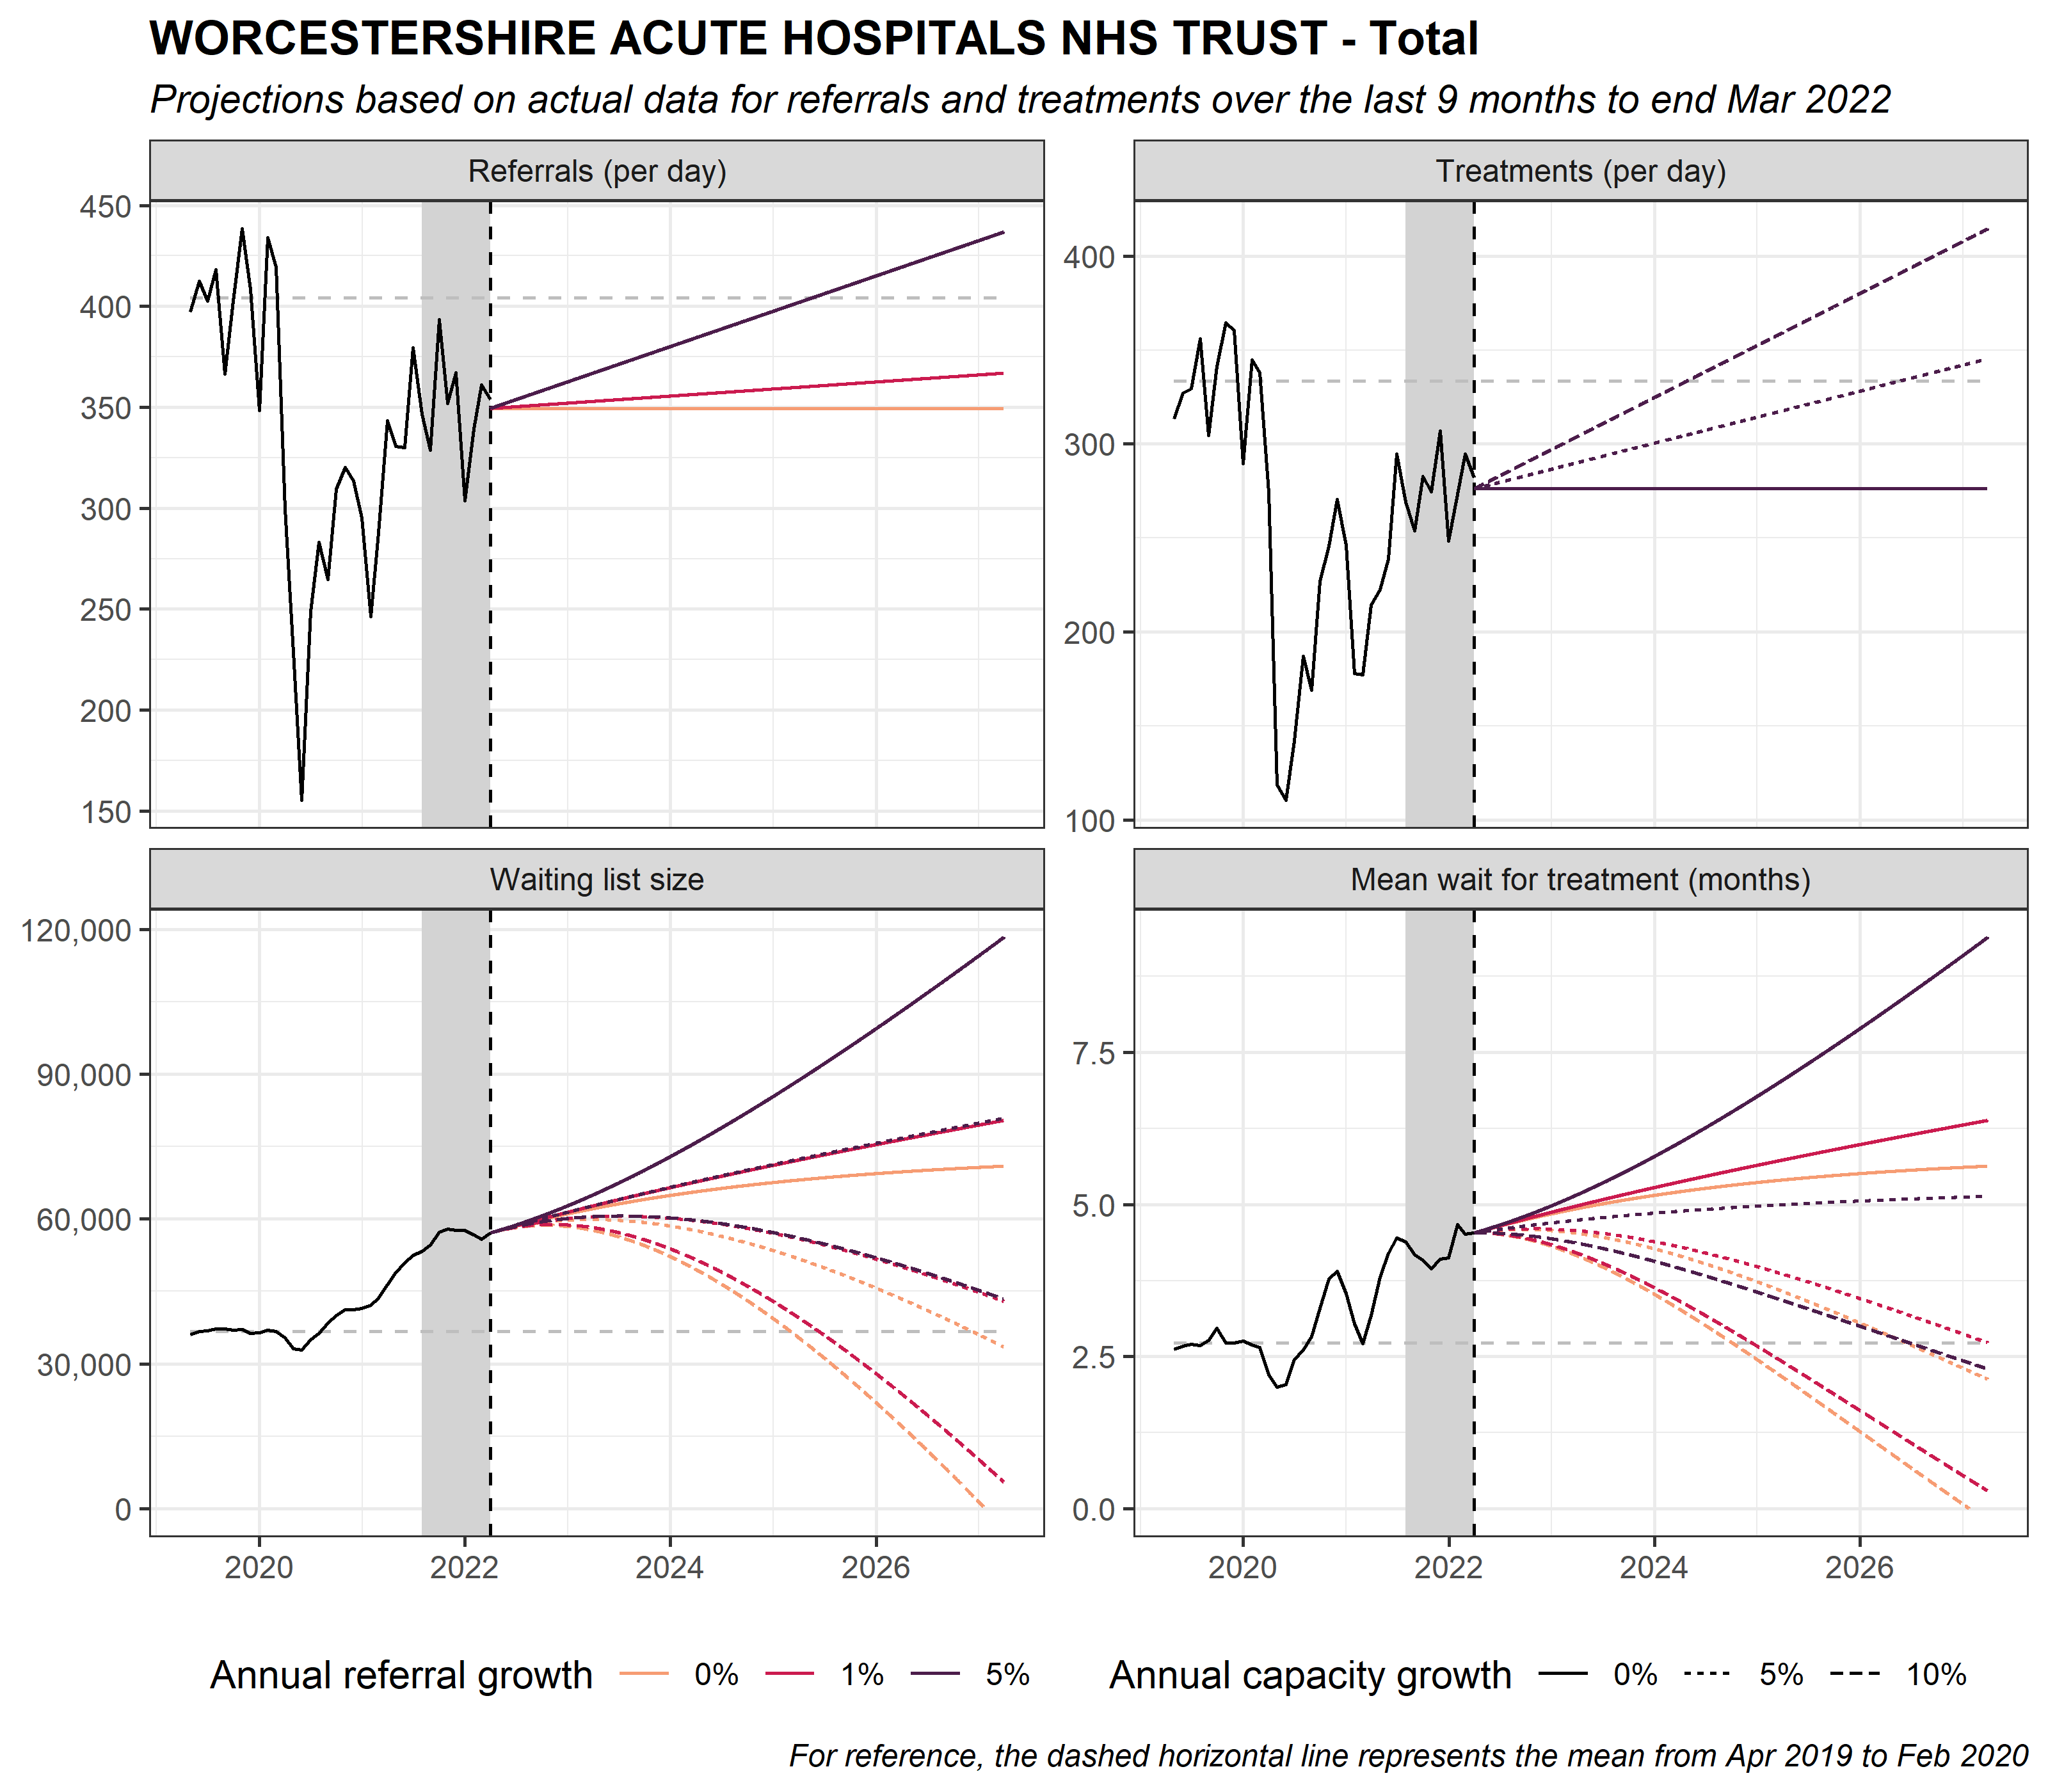 WORCESTERSHIRE ACUTE HOSPITALS NHS TRUST - Total
Projections based on actual data for referrals and treatments over the last 9 months to end Mar 2022
Referrals (per day)
450
400
350
300
250
200
150
Treatments (per day)
400
300
200
100
Waiting list size
120,000
90,000
60,000
30,000
0
2020 2022 2024 2026
Mean wait for treatment (months)
7.5
5.0
2.5
0.0
2020 2022 2024 2026
Annual referral growth 0% 1% 5%
Annual capacity growth 0% 5% 10%
For reference, the dashed horizontal line represents the mean from Apr 2019 to Feb 2020